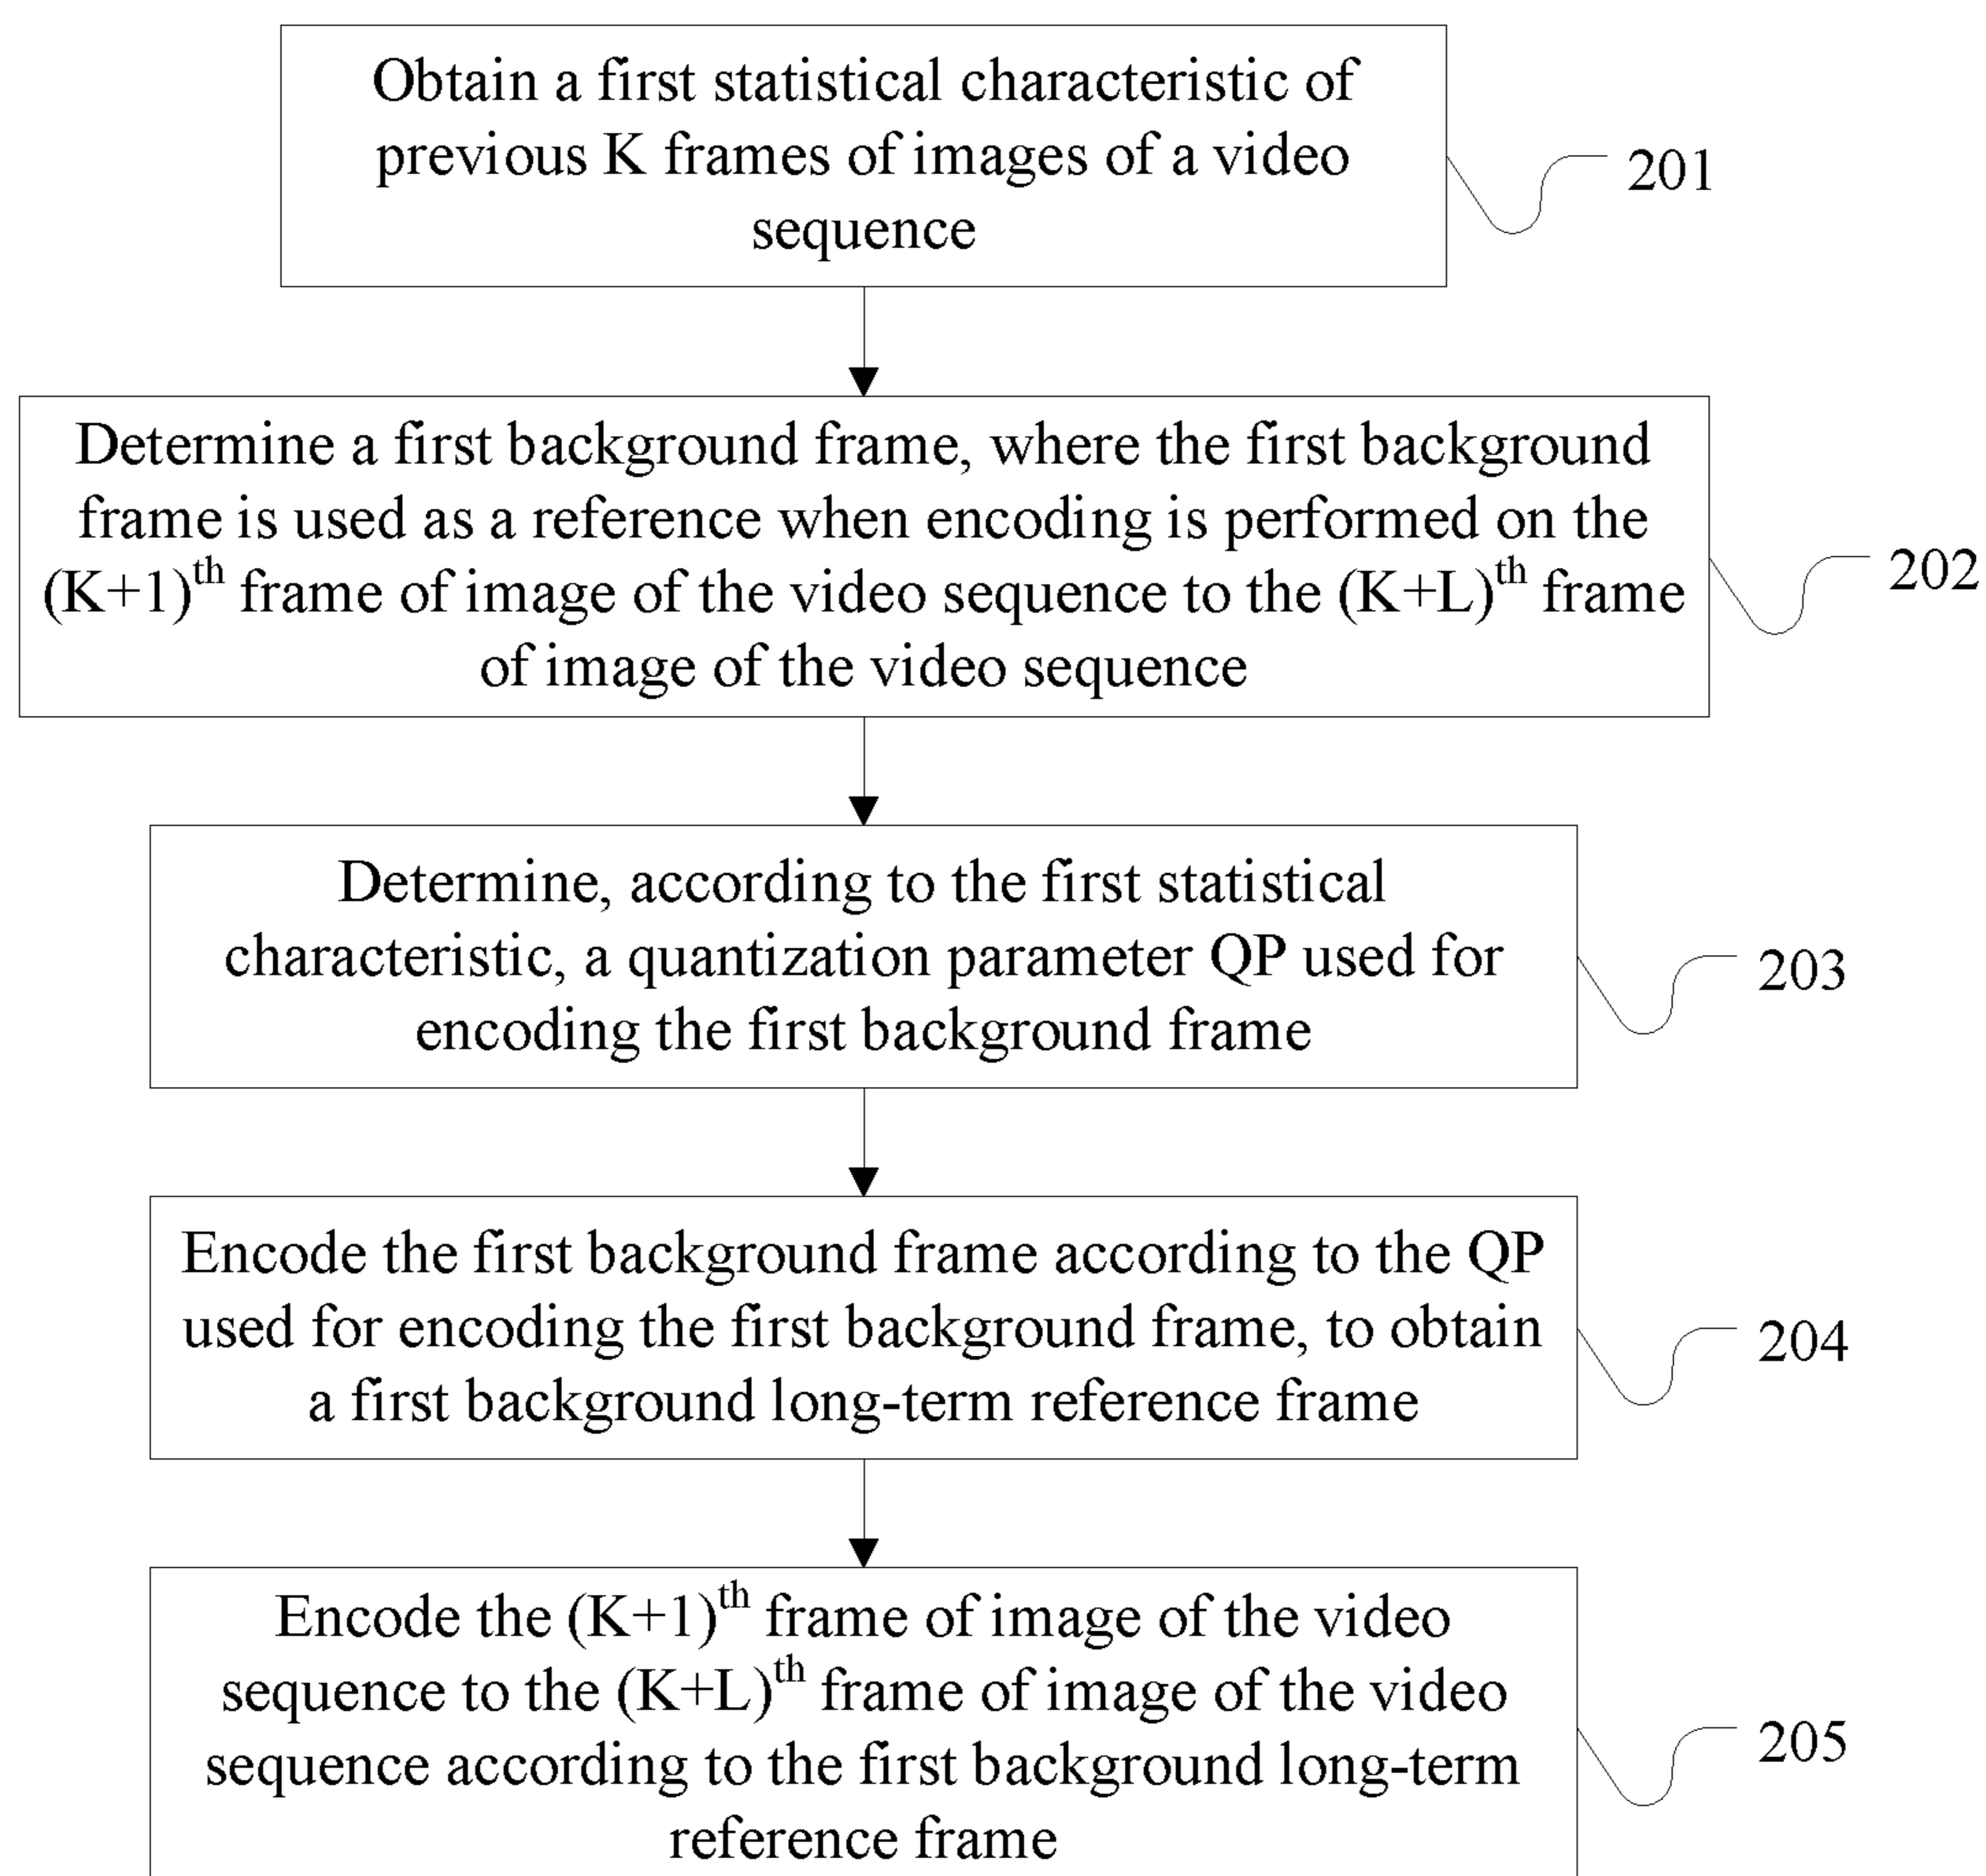 Obtain a first statistical characteristic of
previous K frames of images of a video
sequence
201
Determine a first background frame, where the first background
frame is used as a reference when encoding is performed on the
(K+1)th frame of image of the video sequence to the (K+L)th frame
of image of the video sequence
202
Determine, according to the first statistical
characteristic, a quantization parameter QP used for
encoding the first background frame
203
Encode the first background frame according to the QP
used for encoding the first background frame, to obtain
a first background long-term reference frame
204
Encode the (K+1)th frame of image of the video
sequence to the (K+L)th frame of image of the video
sequence according to the first background long-term
reference frame
205